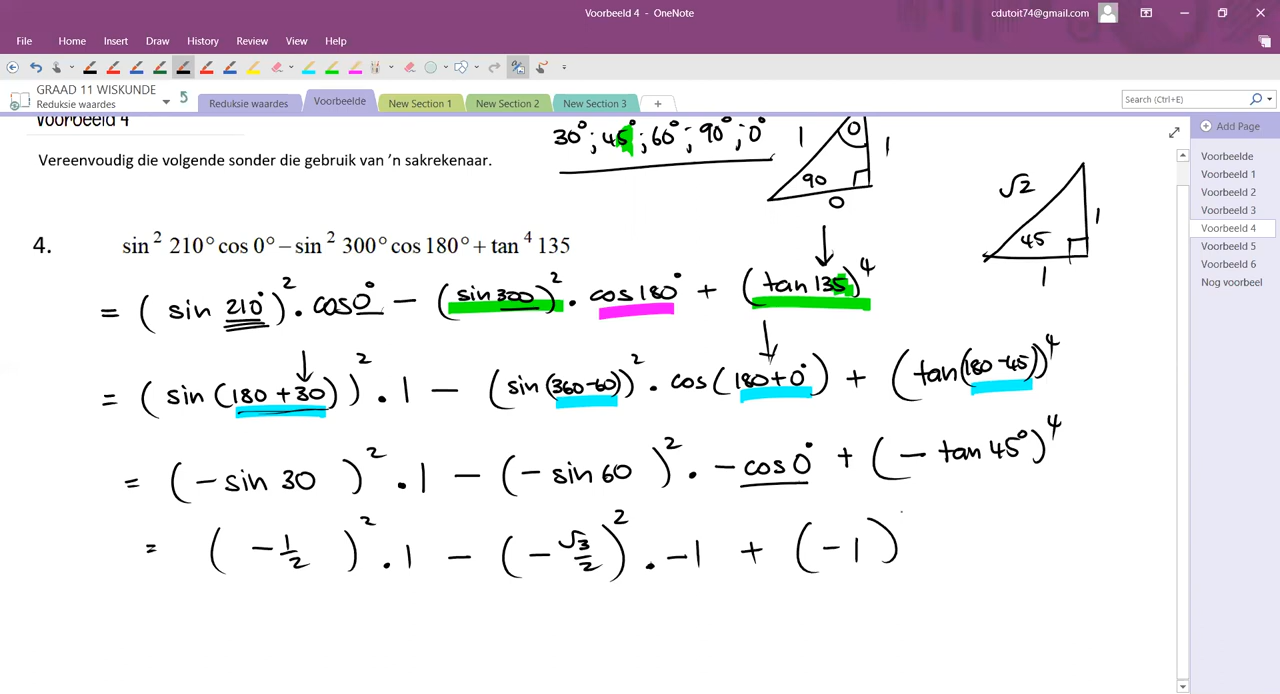 Voorbeeld 4 - OneNote
cdutoit74@gmail.com
File Home Insert Draw History Review View Help
GRAAD 11 WISKUNDE
Reduksie waardes
Reduksie waardes Voorbeelde New Section 1 New Section 2 New Section 3 +
Search (Ctrl+E)
Add Page
Voorbeelde
Voorbeeld 1
Voorbeeld 2
Voorbeeld 3
Voorbeeld 4
Voorbeeld 5
Voorbeeld 6
Nog voorbeel
Voorbeeld 4
30° ; 45° ; 60° ; 90° ; 0°
1 0 1
90
0
√2 1
45
1
Vereenvoudig die volgende sonder die gebruik van 'n sakrekenaar.
4. sin² 210° cos 0° – sin² 300° cos 180° + tan⁴ 135
= (sin 210°)² . cos 0° – (sin 300)² . cos 180° + (tan 135)⁴
= (sin (180 + 30))² . 1 – (sin (360-60))² . cos (180+0°) + (tan (180-45))⁴
= (- sin 30)² . 1 – (- sin 60)² . - cos 0° + (- tan 45°)⁴
= (- 1/2)² . 1 – (- √3/2)² . -1 + (-1)